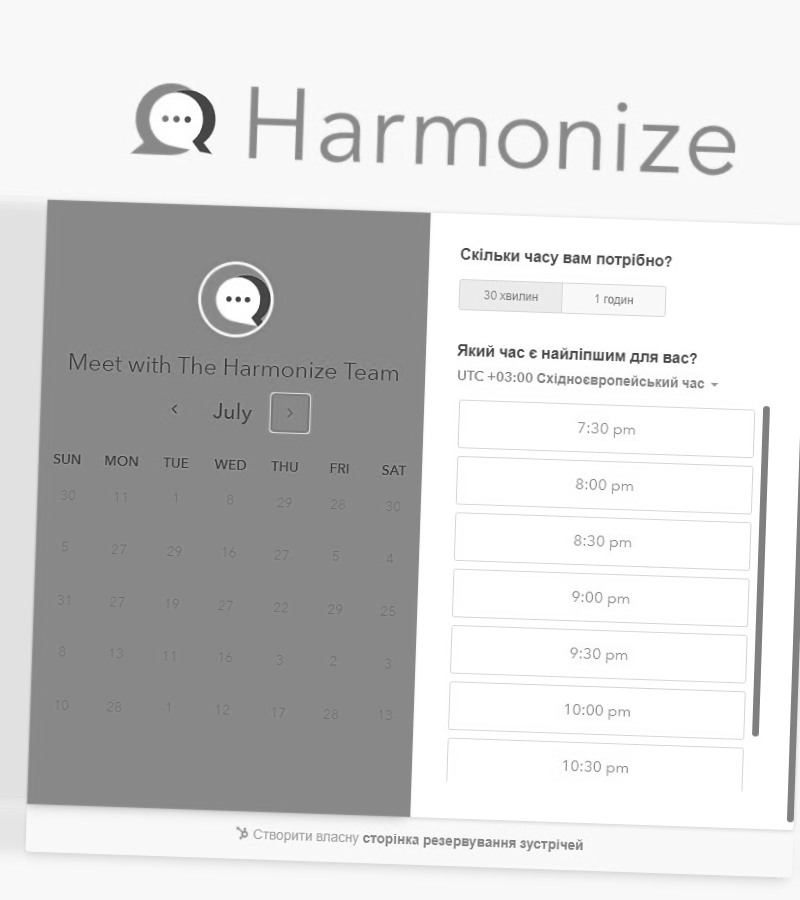 Harmonize
Meet with The Harmonize Team
July
SUN MON TUE WED THU FRI SAT
30 11 1 8 29 28 30
5 27 29 16 27 5 4
31 27 19 27 22 29 25
8 13 11 16 3 2 3
10 28 1 12 17 28 13
Скільки часу вам потрібно?
30 хвилин 1 годин
Який час є найліпшим для вас?
UTC +03:00 Східноєвропейський час
7:30 pm
8:00 pm
8:30 pm
9:00 pm
9:30 pm
10:00 pm
10:30 pm
Створити власну сторінка резервування зустрічей